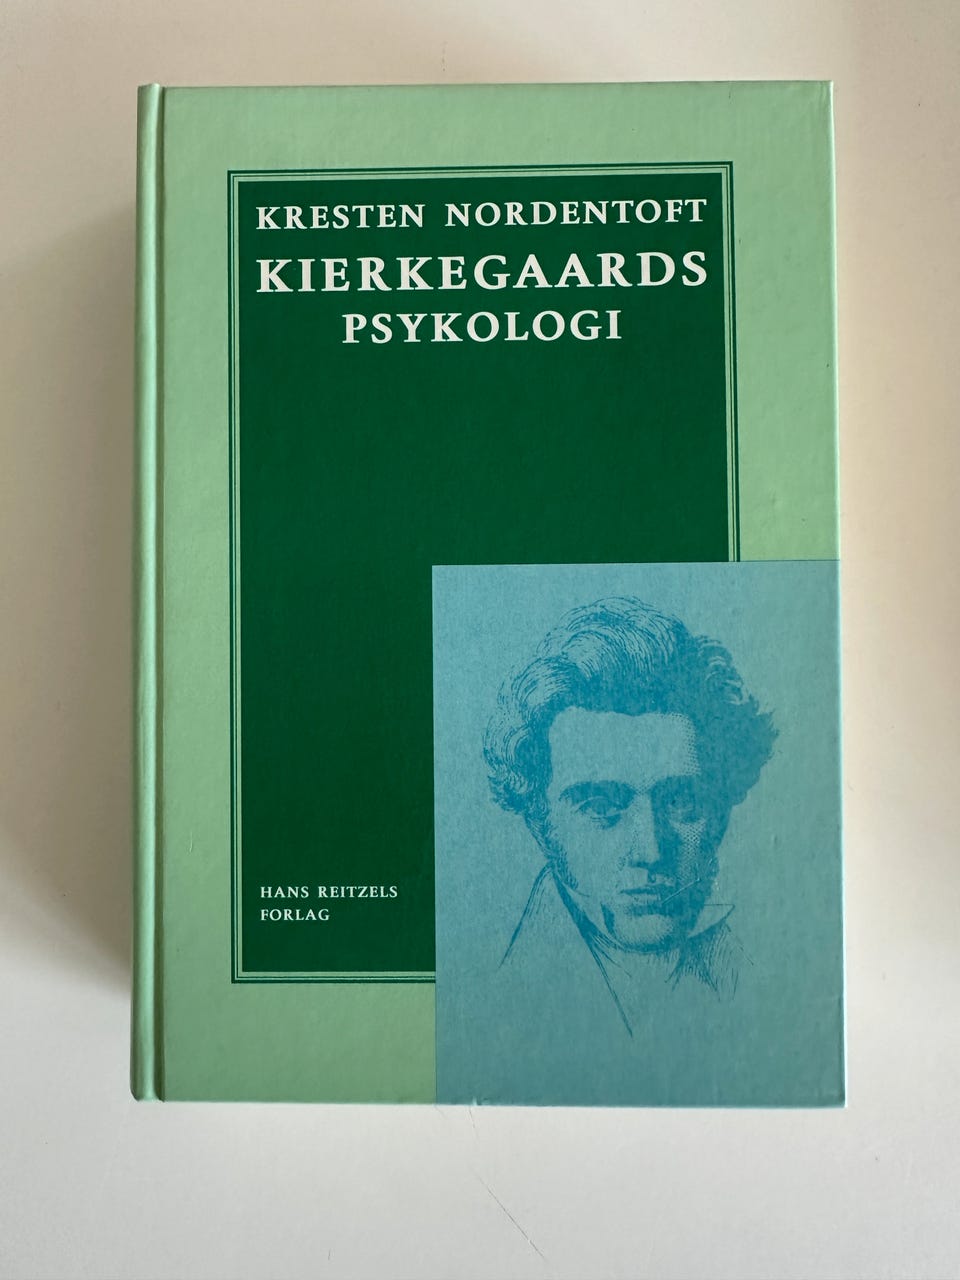 KRESTEN NORDENTOFT
KIERKEGAARDS
PSYKOLOGI
HANS REITZELS
FORLAG